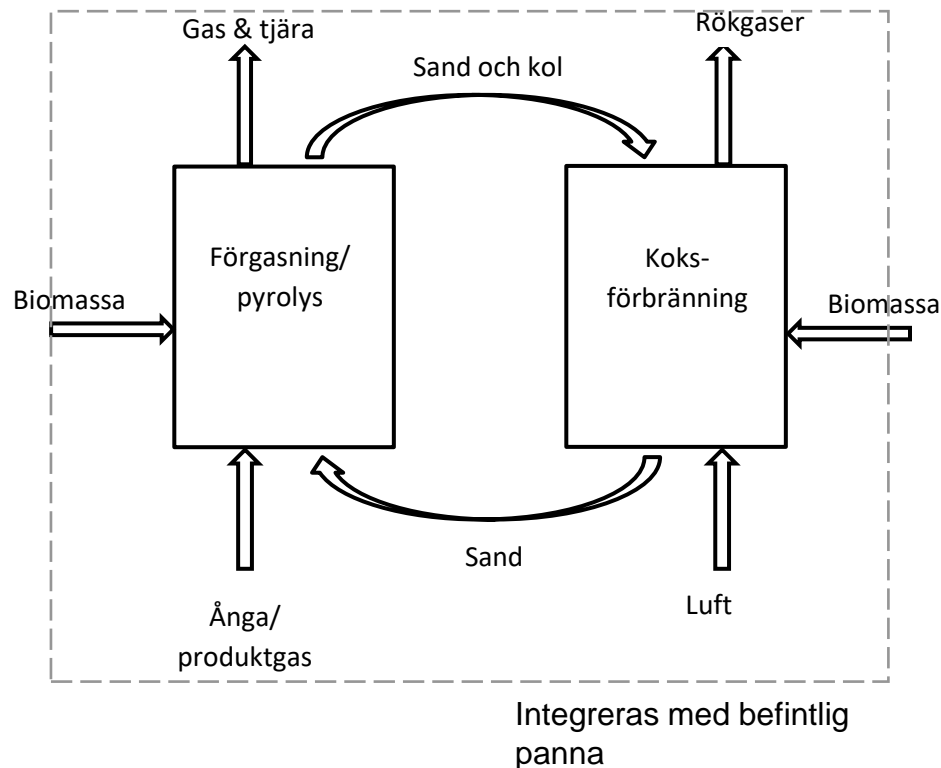 Gas & tjära
Rökgaser
Sand och kol
Förgasning/
pyrolys
Koks-
förbränning
Biomassa
Biomassa
Sand
Ånga/
produktgas
Luft
Integreras med befintlig
panna